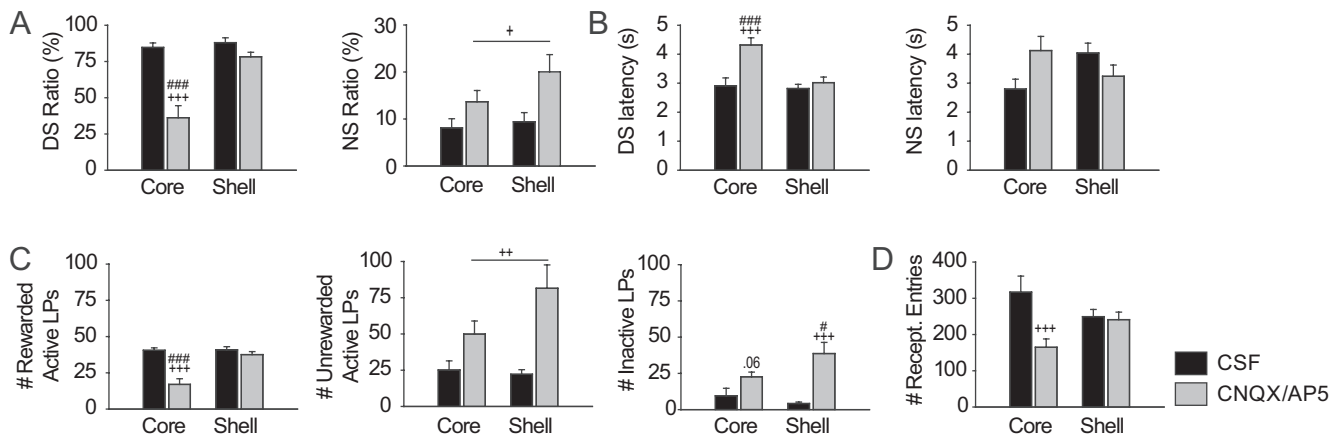 A
DS Ratio (%)
100
75
50
25
0
###
+++
Core
Shell
NS Ratio (%)
30
20
10
0
+
Core
Shell
B
DS latency (s)
5
4
3
2
1
0
###
+++
Core
Shell
NS latency (s)
5
4
3
2
1
0
Core
Shell
C
# Rewarded
Active LPs
100
75
50
25
0
###
+++
Core
Shell
# Unrewarded
Active LPs
100
75
50
25
0
++
Core
Shell
# Inactive LPs
100
75
50
25
0
.06
#
+++
Core
Shell
D
# Recept. Entries
400
300
200
100
0
+++
Core
Shell
CSF
CNQX/AP5